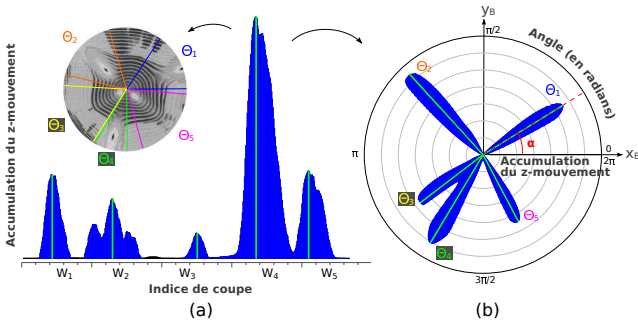 Accumulation du z-mouvement
Θ2
Θ1
Θ3
Θ4
Θ5
W1
W2
W3
W4
W5
Indice de coupe
(a)
yB
π/2
Angle (en radians)
Θ2
Θ1
α
π
0
2π
xB
Accumulation
du z-mouvement
Θ3
Θ5
Θ4
3π/2
(b)